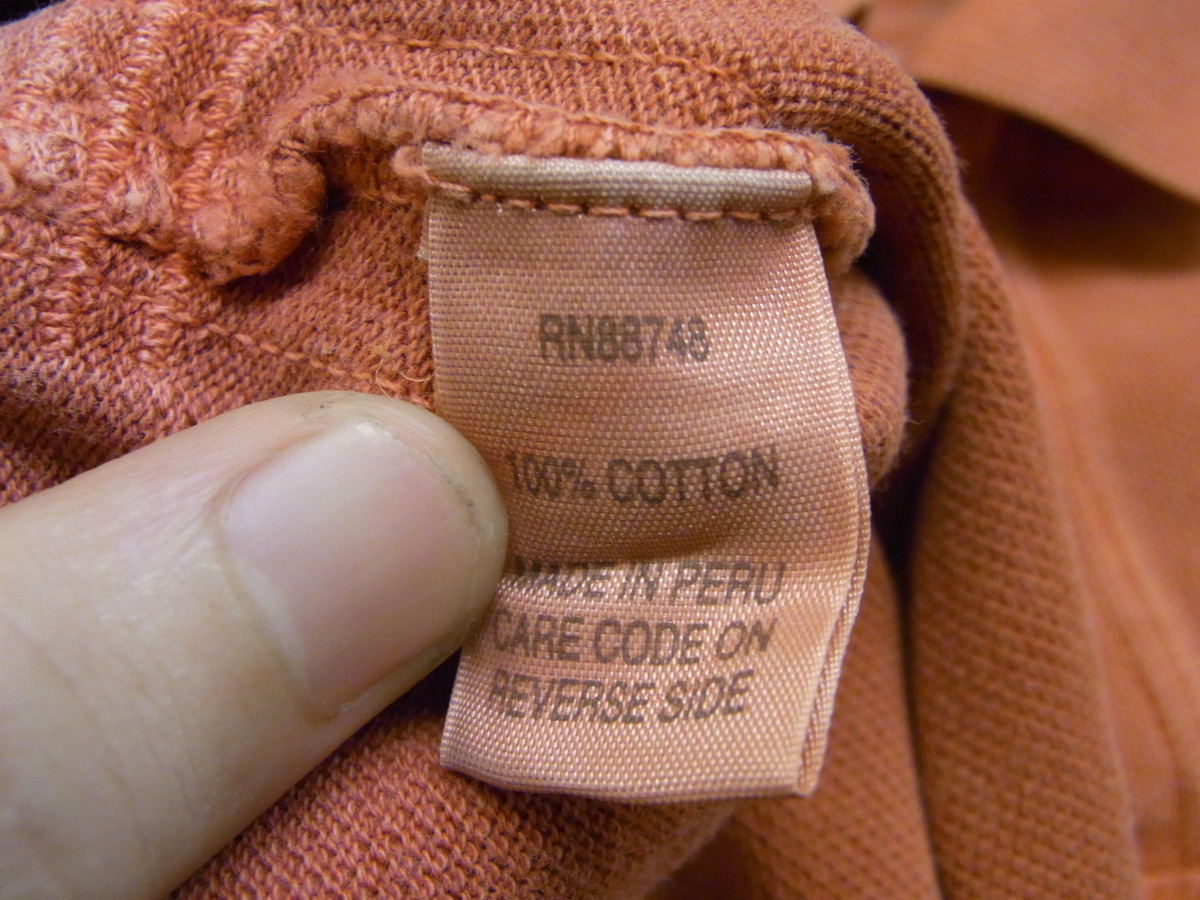 RN88748
100% COTTON
MADE IN PERU
CARE CODE ON
REVERSE SIDE